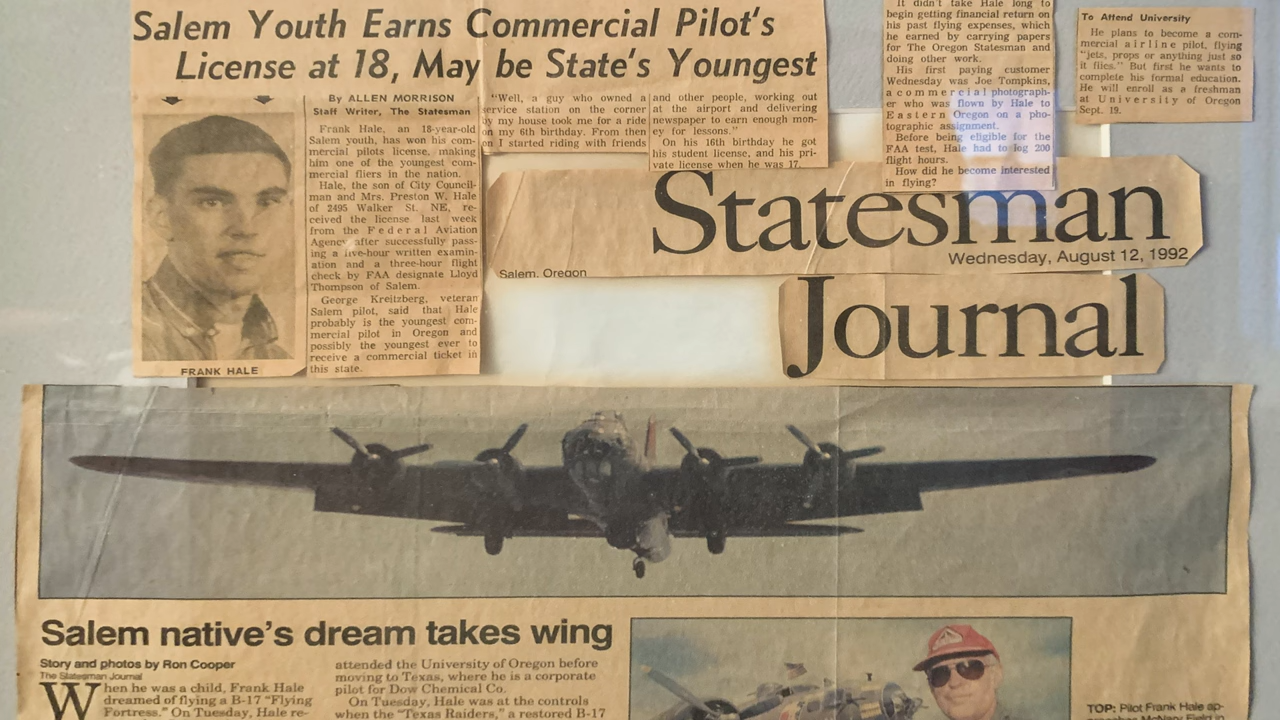 Salem Youth Earns Commercial Pilot's
License at 18, May be State's Youngest
By ALLEN MORRISON
Staff Writer, The Statesman
Frank Hale, an 18-year-old
Salem youth, has won his com-
mercial pilots license, making
him one of the youngest com-
mercial fliers in the nation.
Hale, the son of City Council-
man and Mrs. Preston W. Hale
of 2495 Walker St. NE, re-
ceived the license last week
from the Federal Aviation
Agency after successfully pass-
ing a five-hour written examin-
ation and a three-hour flight
check by FAA designate Lloyd
Thompson of Salem.
George Kreitzberg, veteran
Salem pilot, said that Hale
probably is the youngest com-
mercial pilot in Oregon and
possibly the youngest ever to
receive a commercial ticket in
this state.
FRANK HALE
"Well, a guy who owned a
service station on the corner
by my house took me for a ride
on my 6th birthday. From then
on I started riding with friends
and other people, working out
at the airport and delivering
newspaper to earn enough mon-
ey for lessons."
On his 16th birthday he got
his student license, and his pri-
vate license when he was 17.
It didn't take Hale long to
begin getting financial return on
his past flying expenses, which
he earned by carrying papers
for The Oregon Statesman and
doing other work.
His first paying customer
Wednesday was Joe Tompkins,
a commercial photograph-
er who was flown by Hale to
Eastern Oregon on a pho-
tographic assignment.
Before being eligible for the
FAA test, Hale had to log 200
flight hours.
How did he become interested
in flying?
To Attend University
He plans to become a com-
mercial airline pilot, flying
"jets, props or anything just so
it flies." But first he wants to
complete his formal education.
He will enroll as a freshman
at University of Oregon
Sept. 19.
Statesman
Wednesday, August 12, 1992
Salem, Oregon
Journal
Salem native's dream takes wing
Story and photos by Ron Cooper
The Statesman Journal
When he was a child, Frank Hale
dreamed of flying a B-17 "Flying
Fortress." On Tuesday, Hale re-
attended the University of Oregon before
moving to Texas, where he is a corporate
pilot for Dow Chemical Co.
On Tuesday, Hale was at the controls
when the "Texas Raiders," a restored B-17
TOP: Pilot Frank Hale ap-